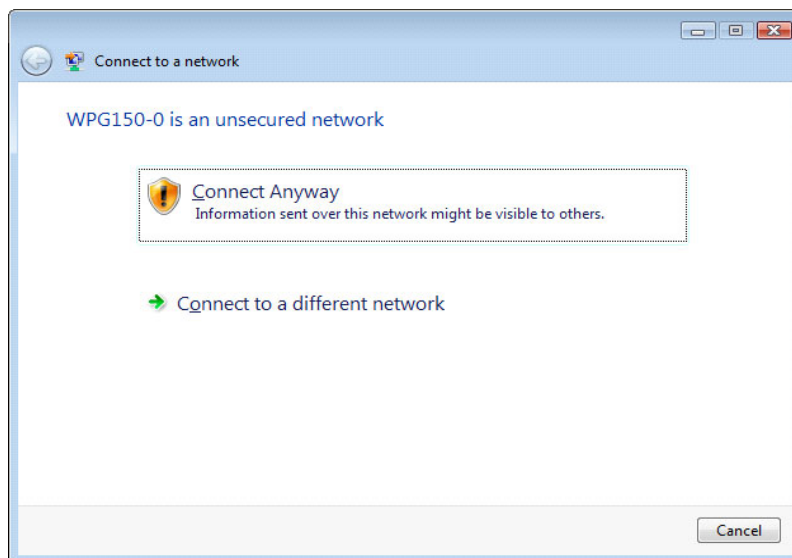 Connect to a network
WPG150-0 is an unsecured network
Connect Anyway
Information sent over this network might be visible to others.
Connect to a different network
Cancel